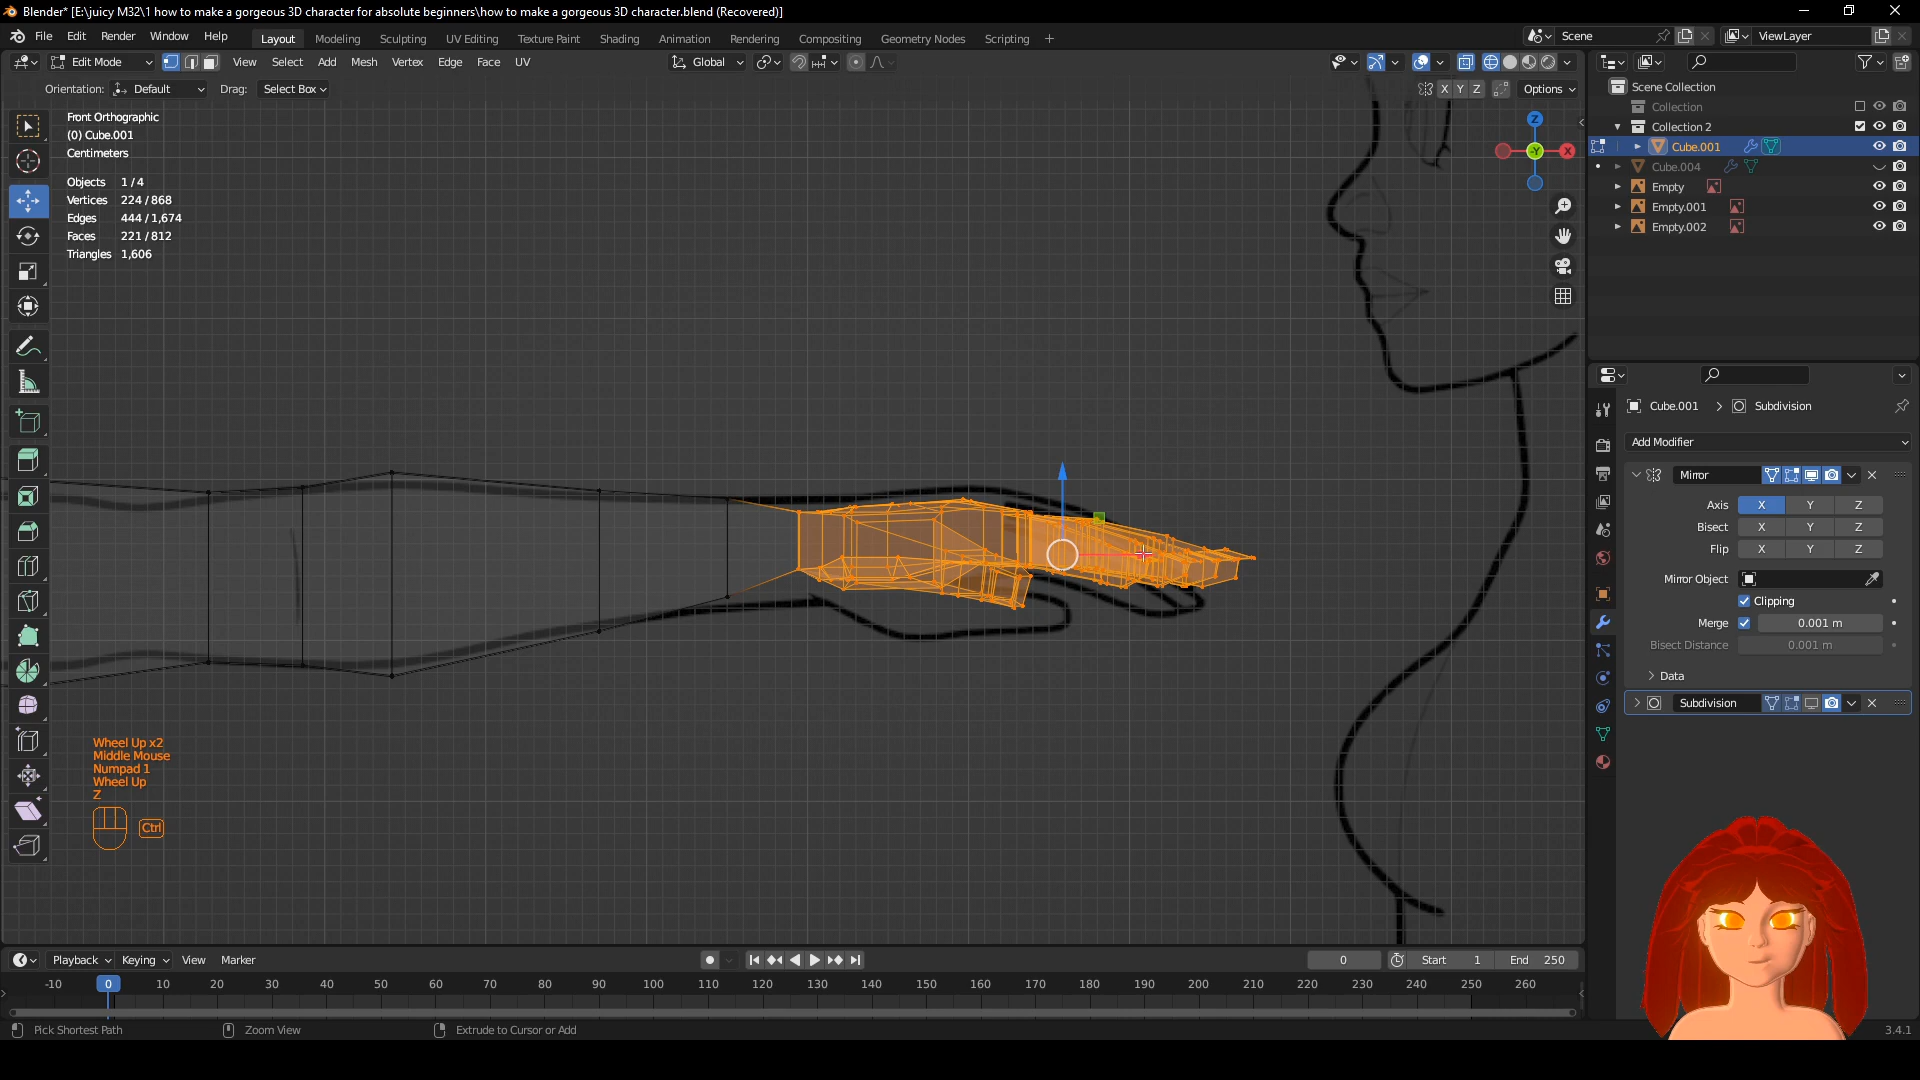 Blender* [E:\juicy M32\1 how to make a gorgeous 3D character for absolute beginners\how to make a gorgeous 3D character.blend (Recovered)]
File Edit Render Window Help
Layout Modeling Sculpting UV Editing Texture Paint Shading Animation Rendering Compositing Geometry Nodes Scripting +
Scene
ViewLayer
Edit Mode View Select Add Mesh Vertex Edge Face UV
Global
Orientation: Default Drag: Select Box
X Y Z Options
Front Orthographic
(0) Cube.001
Centimeters
Objects 1/4
Vertices 224/868
Edges 444/1,674
Faces 221/812
Triangles 1,606
Z
-Y
X
Scene Collection
Collection
Collection 2
Cube.001
Cube.004
Empty
Empty.001
Empty.002
Cube.001 > Subdivision
Add Modifier
Mirror
Axis X Y Z
Bisect X Y Z
Flip X Y Z
Mirror Object
Clipping
Merge 0.001 m
Bisect Distance 0.001 m
Data
Subdivision
Wheel Up x2
Middle Mouse
Numpad 1
Wheel Up
Z
Ctrl
Playback Keying View Marker
0 Start 1 End 250
-10 0 10 20 30 40 50 60 70 80 90 100 110 120 130 140 150 160 170 180 190 200 210 220 230 240 250 260
Pick Shortest Path Zoom View Extrude to Cursor or Add
3.4.1